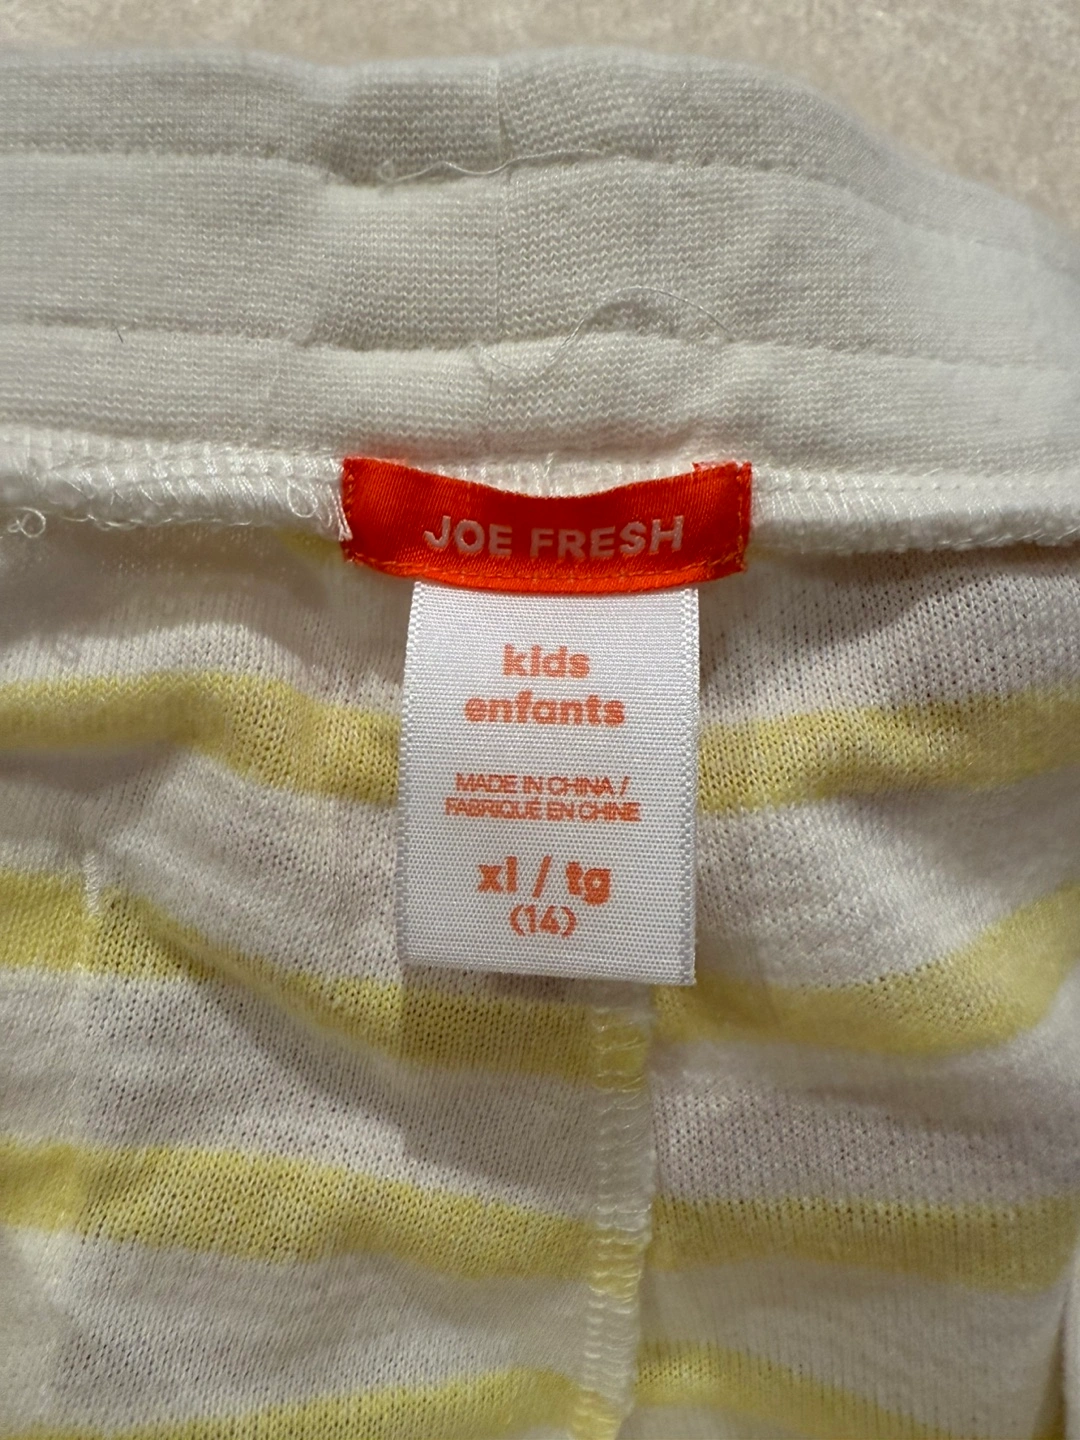 JOE FRESH
kids
enfants
MADE IN CHINA /
FABRIQUÉ EN CHINE
xl / tg
(14)